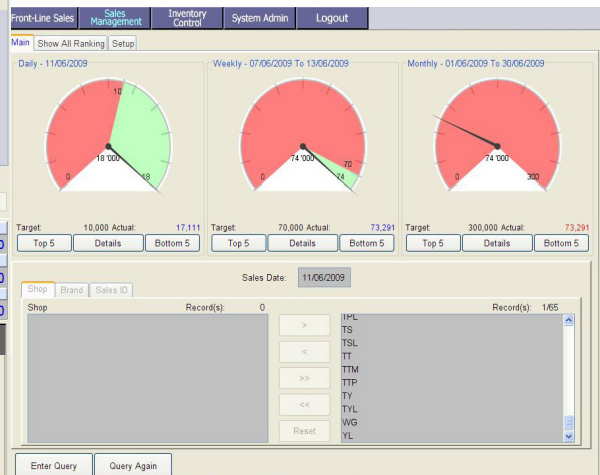 Front-Line Sales
Sales Management
Inventory Control
System Admin
Logout
Main
Show All Ranking
Setup
Daily - 11/06/2009
Weekly - 07/06/2009 To 13/06/2009
Monthly - 01/06/2009 To 30/06/2009
10
0
18 '000
18
70
0
74 '000
74
0
74 '000
300
Target: 10,000 Actual: 17,111
Target: 70,000 Actual: 73,291
Target: 300,000 Actual: 73,291
Top 5
Details
Bottom 5
Top 5
Details
Bottom 5
Top 5
Details
Bottom 5
Sales Date: 11/06/2009
Shop
Brand
Sales ID
Shop
Record(s): 0
Record(s): 1/65
>
<
>>
<<
Reset
TPL
TS
TSL
TT
TTM
TTP
TY
TYL
WG
YL
Enter Query
Query Again